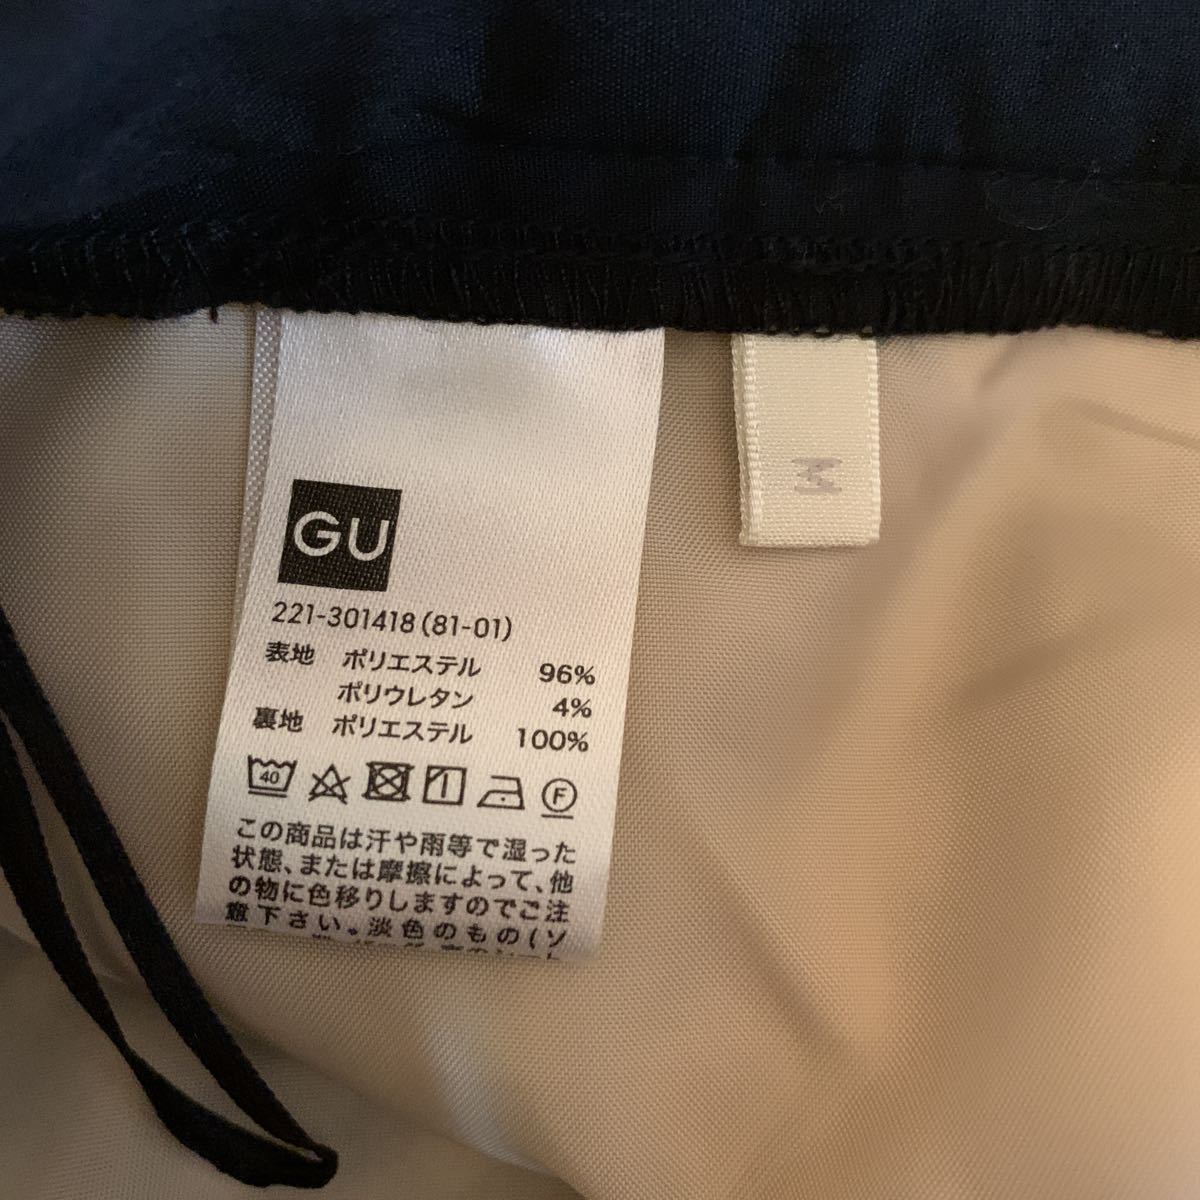 GU
221-301418(81-01)
表地 ポリエステル 96%
ポリウレタン 4%
裏地 ポリエステル 100%
40
F
この商品は汗や雨等で湿った
状態、または摩擦によって、他
の物に色移りしますのでご注
意下さい。淡色のもの(ソ
M